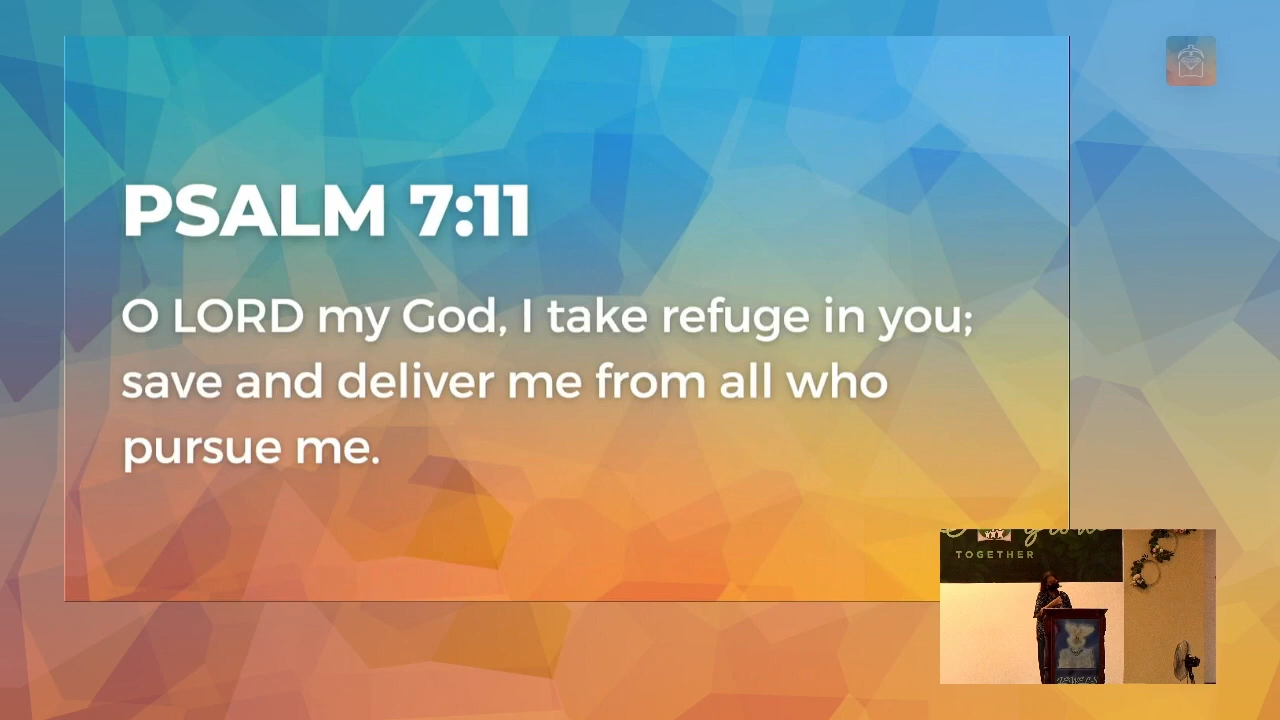 PSALM 7:11
O LORD my God, I take refuge in you;
save and deliver me from all who
pursue me.
TOGETHER
JEWELS